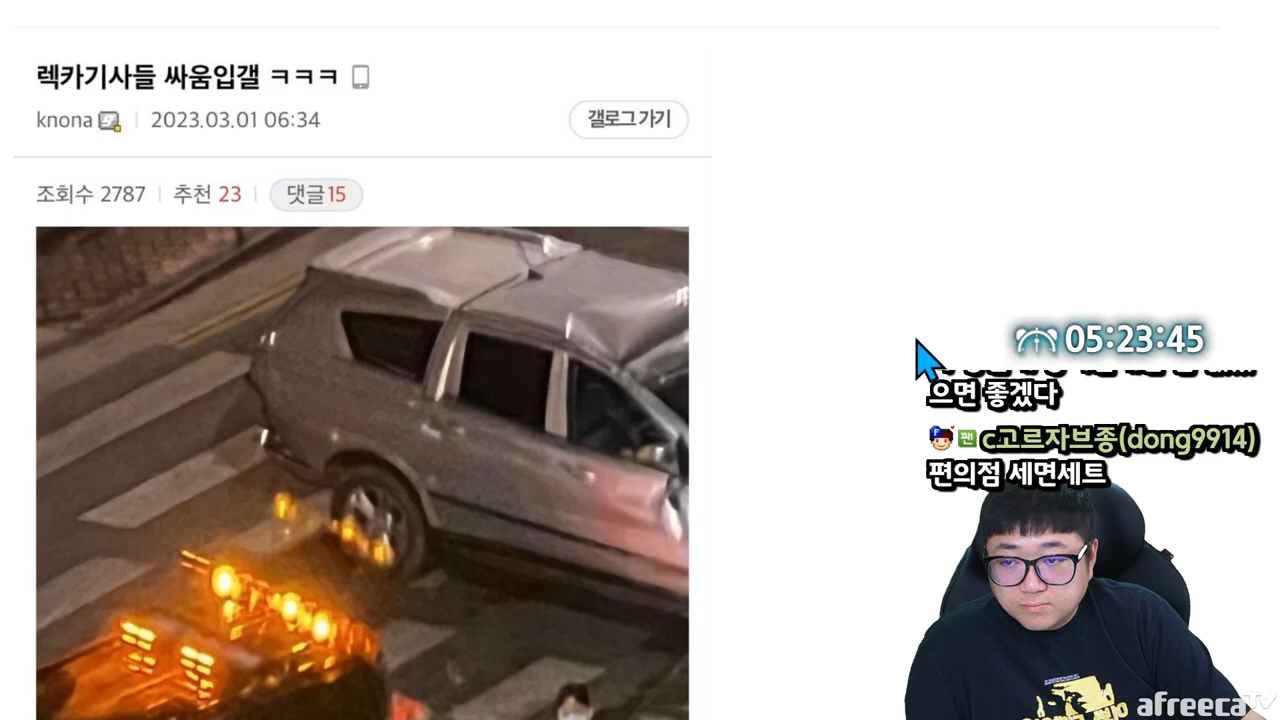 렉카기사들 싸움입갤 ㅋㅋㅋ
knona
2023.03.01 06:34
갤로그 가기
조회수 2787
추천 23
댓글 15
05:23:45
으면 좋겠다
F 팬 c고르자브종(dong9914)
편의점 세면세트
afreecaTV